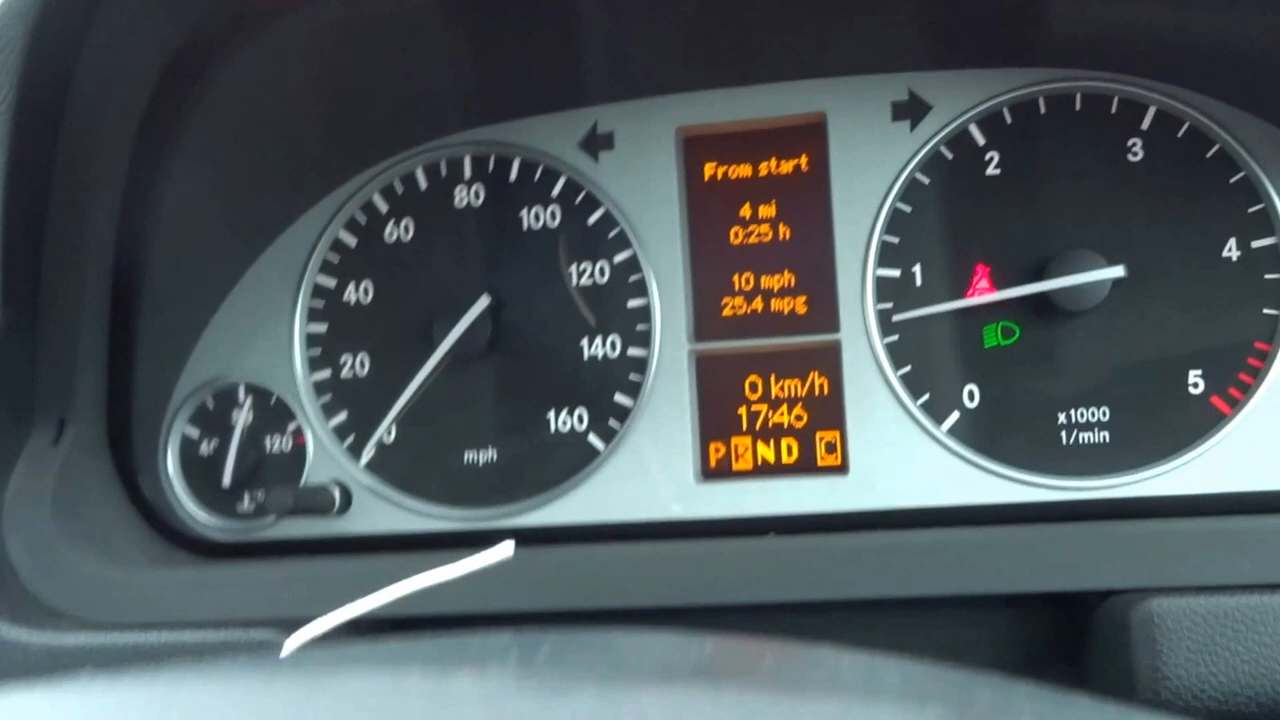 From start
4 mi
0:25 h
10 mph
25.4 mpg
0 km/h
17:46
P R N D C
0
20
40
60
80
100
120
140
160
mph
120
0
1
2
3
4
5
x1000
1/min